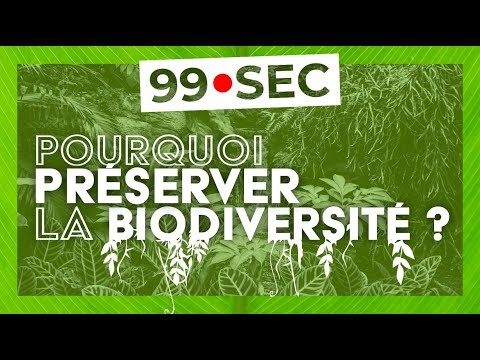 99•SEC
POURQUOI
PRÉSERVER
LA BIODIVERSITÉ ?